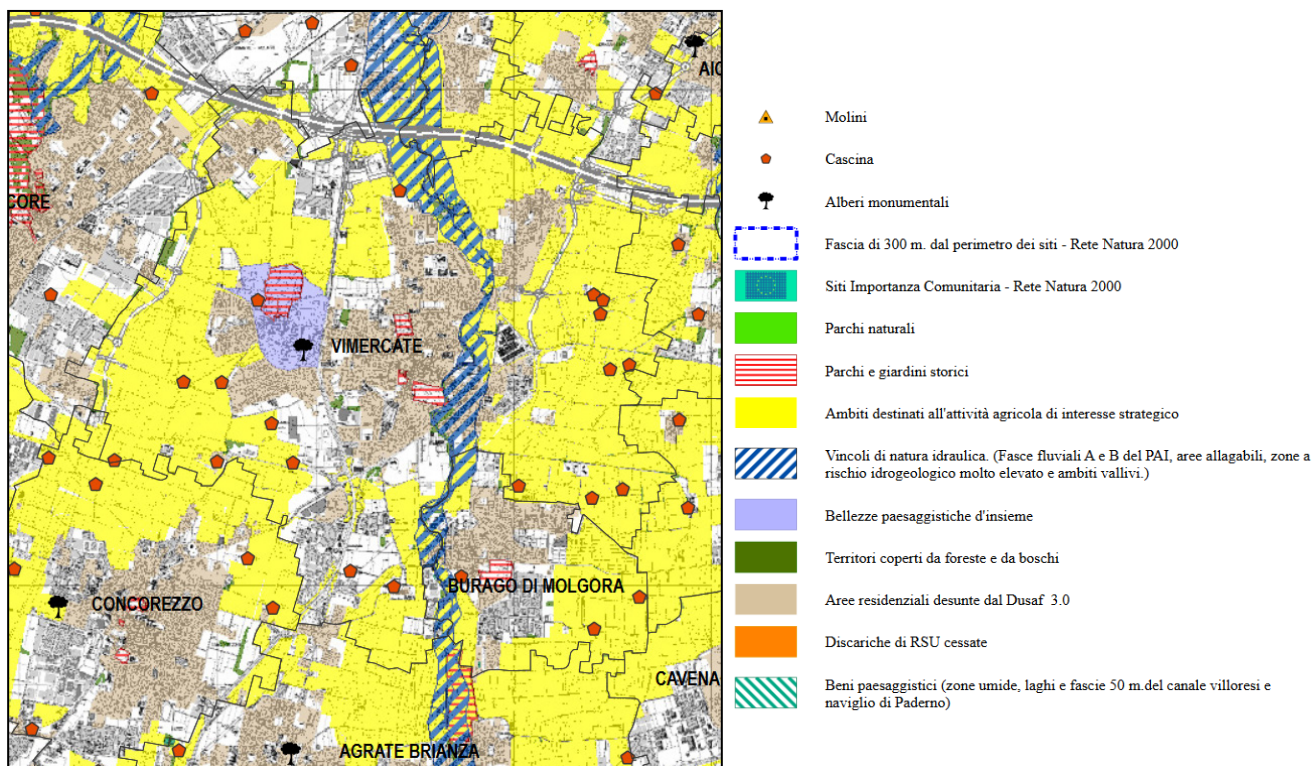 AIC
CORE
VIMERCATE
BURAGO DI MOLGORA
CONCOREZZO
CAVENA
AGRATE BRIANZA
Molini
Cascina
Alberi monumentali
Fascia di 300 m. dal perimetro dei siti - Rete Natura 2000
Siti Importanza Comunitaria - Rete Natura 2000
Parchi naturali
Parchi e giardini storici
Ambiti destinati all'attività agricola di interesse strategico
Vincoli di natura idraulica. (Fasce fluviali A e B del PAI, aree allagabili, zone a
rischio idrogeologico molto elevato e ambiti vallivi.)
Bellezze paesaggistiche d'insieme
Territori coperti da foreste e da boschi
Aree residenziali desunte dal Dusaf 3.0
Discariche di RSU cessate
Beni paesaggistici (zone umide, laghi e fascie 50 m.del canale villoresi e
naviglio di Paderno)